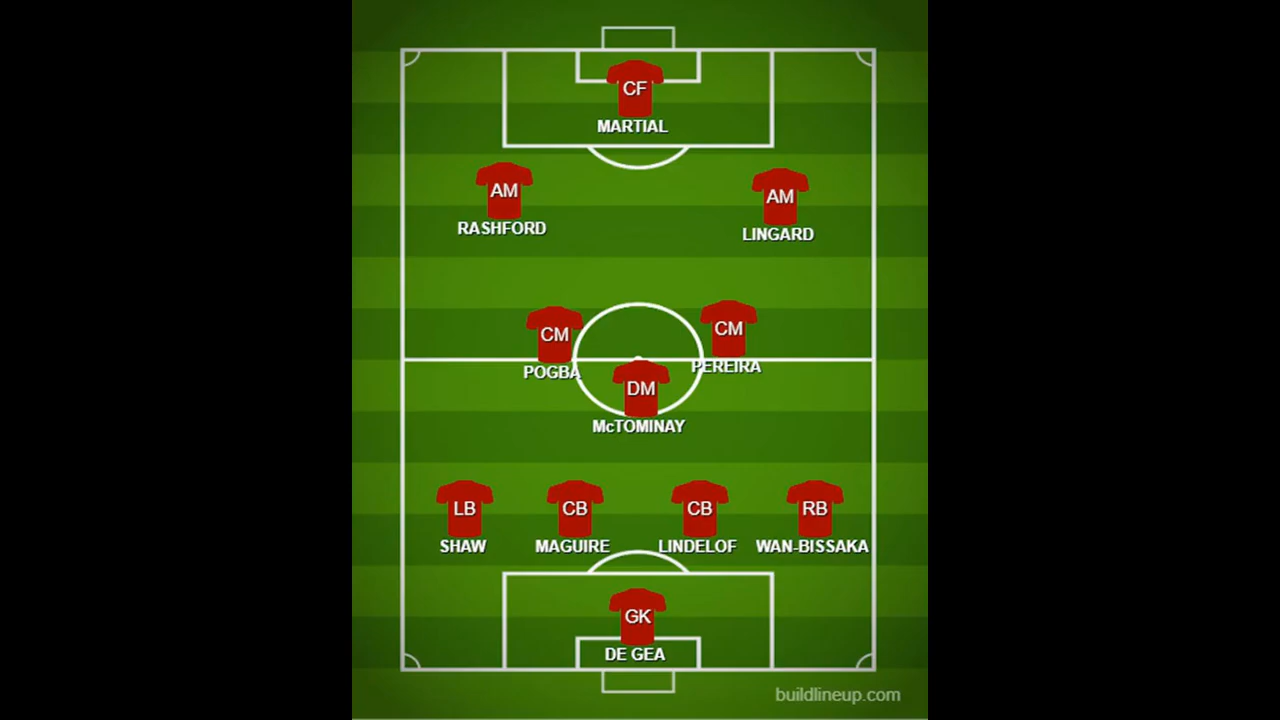 CF
MARTIAL
AM
RASHFORD
AM
LINGARD
CM
POGBA
CM
PEREIRA
DM
McTOMINAY
LB
SHAW
CB
MAGUIRE
CB
LINDELOF
RB
WAN-BISSAKA
GK
DE GEA
buildlineup.com